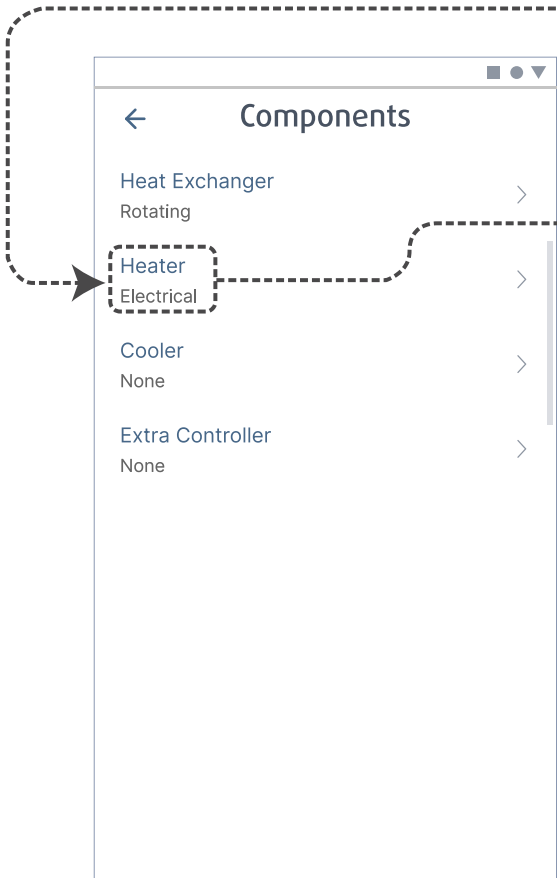 Components
Heat Exchanger
Rotating
Heater
Electrical
Cooler
None
Extra Controller
None